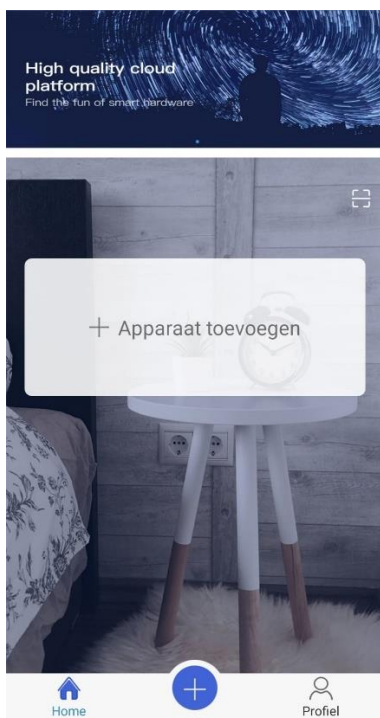 High quality cloud
platform
Find the fun of smart hardware
+ Apparaat toevoegen
Home
Profiel